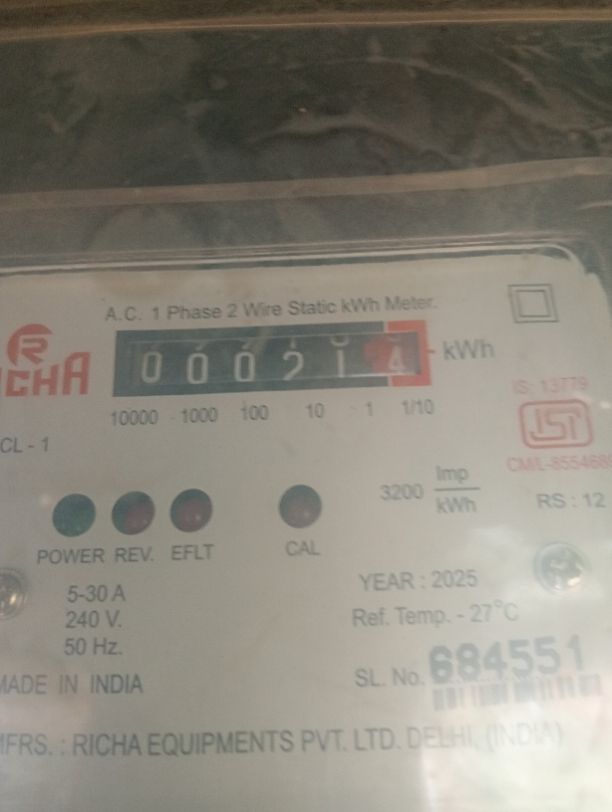 A.C. 1 Phase 2 Wire Static kWh Meter.
R
RICHA
0 0 0 2 1 4 kWh
10000 1000 100 10 1 1/10
IS: 13779
ISI
CL - 1
3200 Imp
kWh
RS : 12
POWER REV. EFLT CAL
5-30 A
240 V.
50 Hz.
YEAR : 2025
Ref. Temp. - 27°C
MADE IN INDIA
SL. No. 684551
MFRS. : RICHA EQUIPMENTS PVT. LTD. DELHI, (INDIA)